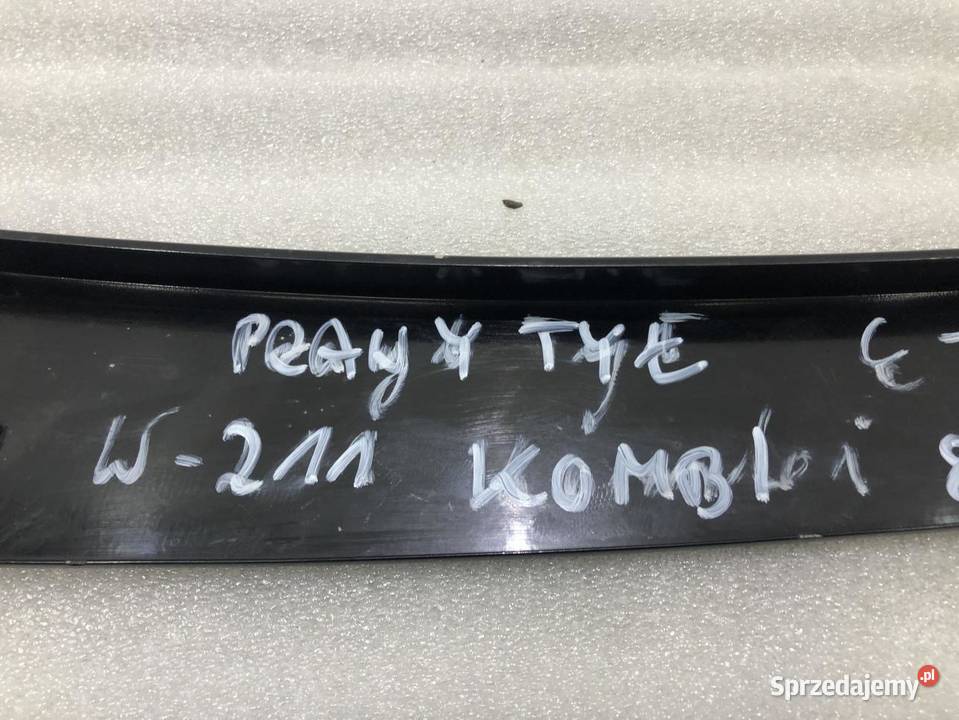 PRAWY TYŁ
W-211 KOMBI
Sprzedajemy.pl